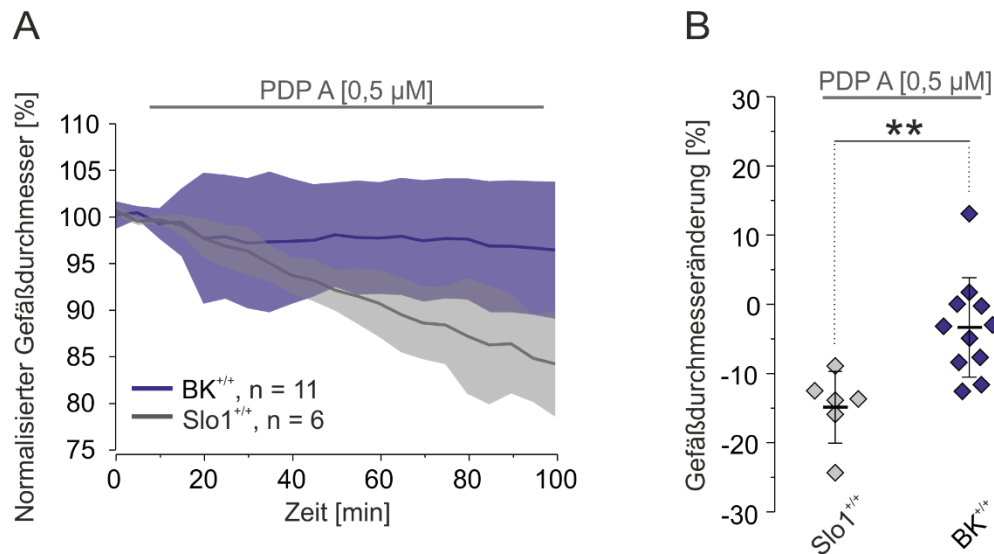 A
PDP A [0,5 µM]
Normalisierter Gefäßdurchmesser [%]
110
105
100
95
90
85
80
75
BK+/+, n = 11
Slo1+/+, n = 6
0
20
40
60
80
100
Zeit [min]
B
PDP A [0,5 µM]
Gefäßdurchmesseränderung [%]
30
20
10
0
-10
-20
-30
**
Slo1+/+
BK+/+